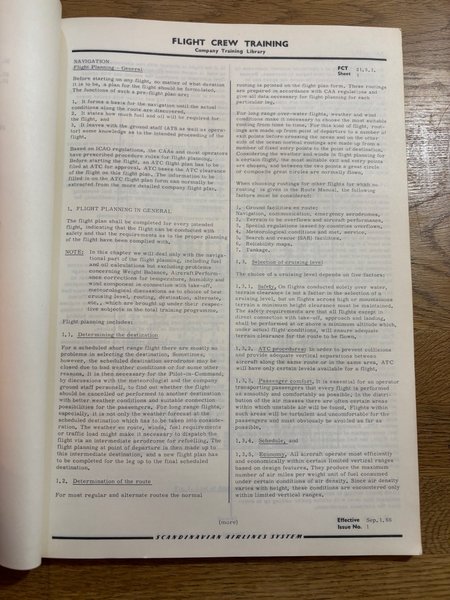 FLIGHT CREW TRAINING
Company Training Library
NAVIGATION
Flight Planning - General
FCT 21.5.1.
Sheet 1
Before starting on any flight, no matter of what duration
it is to be, a plan for the flight should be formulated.
The functions of such a pre-flight plan are:
1. It forms a basis for the navigation until the actual
conditions along the route are discovered,
2. it states how much fuel and oil will be required for
the flight, and
3. it leaves with the ground staff (ATS as well as opera-
tor) some knowledge as to the intended proceeding of the
flight.
Based on ICAO regulations, the CAAs and most operators
have prescribed procedure rules for flight planning.
Before starting the flight, an ATC flight plan has to be
filed at ATC for approval. ATC bases the ATC clearance
of the flight on this flight plan. The information to be
filled in on the ATC flight plan form can normally be
extracted from the more detailed company flight plan.
1. FLIGHT PLANNING IN GENERAL
The flight plan shall be completed for every intended
flight, indicating that the flight can be conducted with
safety and that the requirements as to the proper planning
of the flight have been complied with.
NOTE: In this chapter we will deal with the naviga-
tional part of the flight planning, including fuel
and oil calculations but excluding problems
concerning Weight Balance, Aircraft Perform-
ance corrections for temperature, humidity and
wind component in connection with take-off,
meteorological discussions as to choice of best
cruising level, routing, destination, alternate,
etc., which are brought up under their respec-
tive subjects in the total training programme.
Flight planning includes:
1.1. Determining the destination
For a scheduled short range flight there are mostly no
problems in selecting the destination. Sometimes,
however, the scheduled destination aerodrome may be
closed due to bad weather conditions or for some other
reasons. It is then necessary for the Pilot-in-Command,
by discussions with the meteorologist and the company
ground staff personnel, to find out whether the flight
should be cancelled or performed to another destination
with better weather conditions and suitable connection
possibilities for the passengers. For long range flights,
especially, it is not only the weather forecast at the
scheduled destination which has to be taken into conside-
ration. The weather en route, winds, fuel requirements
or traffic load might make it necessary to dispatch the
flight via an intermediate aerodrome for refuelling. The
flight planning at point of departure is then made up to
this intermediate destination; and a new flight plan has
to be completed for the leg up to the final scheduled
destination.
1.2. Determination of the route
For most regular and alternate routes the normal
routing is printed on the flight plan form. These routings
are prepared in accordance with CAA regulations and
give all data necessary for flight planning for each
particular leg.
For long range over-water flights, weather and wind
conditions make it necessary to choose the most suitable
routing from time to time. For this kind of flight, rout-
ings are made up from point of departure to a number of
exit points before crossing the ocean and on the other
side of the ocean normal routings are made up from a
number of fixed entry points to the point of destination.
Considering the weather and winds in flight planning for
a certain flight, the most suitable exit and entry points
are chosen, and between the two points a great circle
or composite great circles are normally flown.
When choosing routings for other flights for which no
routing is given in the Route Manual, the following
factors must be considered:
1. Ground facilities en route;
Navigation, communication, emergency aerodromes,
2. Terrain to be overflown and aircraft performance,
3. Special regulations issued by countries overflown,
4. Meteorological conditions and met. service,
5. Search and rescue (SAR) facilities,
6. Reliability maps,
7. Tankage.
1.3. Selection of cruising level
The choice of a cruising level depends on five factors:
1.3.1. Safety. On flights conducted solely over water,
terrain clearance is not a factor in the selection of a
cruising level, but on flights across high or mountainous
terrain a minimum height clearance must be maintained.
The safety requirements are that all flights except in
direct connection with take-off, approach and landing,
shall be performed at or above a minimum altitude which,
under actual flight conditions, will ensure adequate
terrain clearance for the route to be flown,
1.3.2. ATC procedures: In order to prevent collisions
and provide adequate vertical separations between
aircraft along the same route or in the same area, ATC
will have only certain levels available for a flight.
1.3.3. Passenger comfort. It is essential for an operator
transporting passengers that every flight is performed
as smoothly and comfortably as possible. In the distribu-
tion of the air masses there are often certain areas
within which unstable air will be found. Flights within
such areas will be turbulent and uncomfortable for the
passengers and must obviously be avoided as far as
possible,
1.3.4. Schedule, and
1.3.5. Economy. All aircraft operate most efficiently
and economically within certain limited vertical ranges
based on design features. They produce the maximum
number of air miles per weight unit of fuel consumed
under certain conditions of air density. Since air density
varies with height, these conditions are encountered only
within limited vertical ranges.
(more)
Effective Sep. 1, 66
Issue No. 1
SCANDINAVIAN AIRLINES SYSTEM